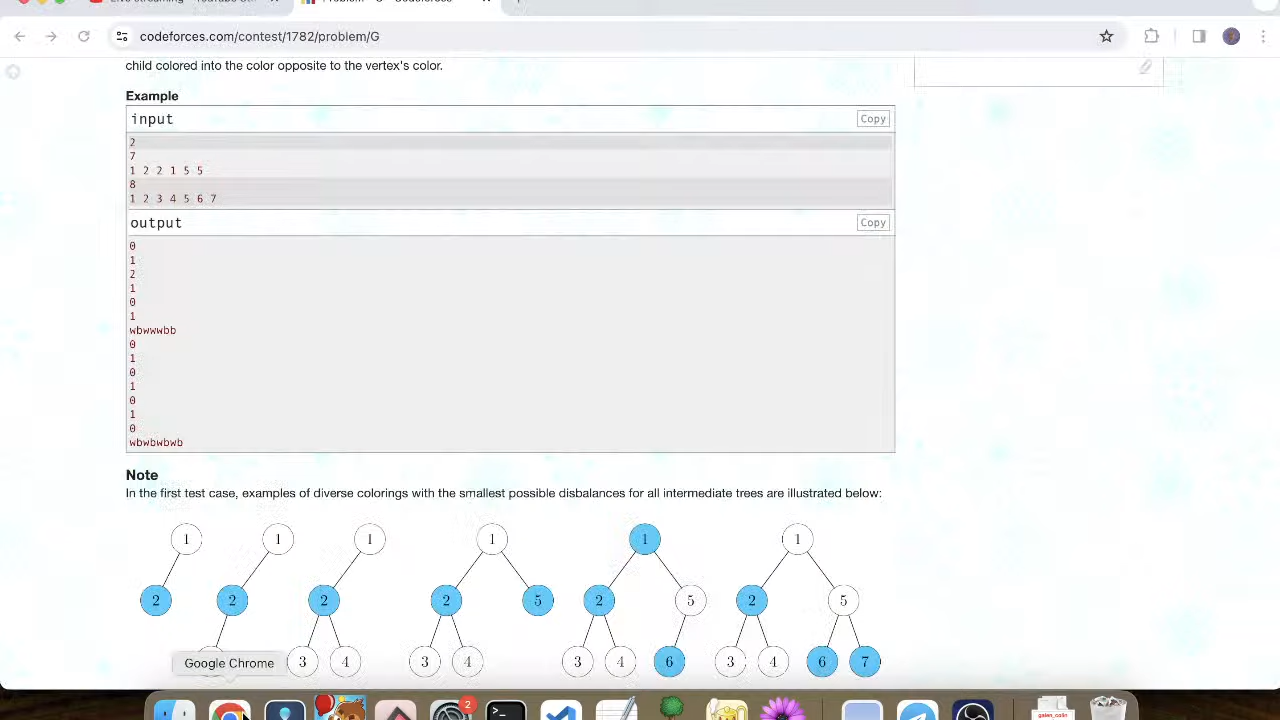 codeforces.com/contest/1782/problem/G
child colored into the color opposite to the vertex's color.
Example
input
Copy
2
7
1 2 2 1 5 5
8
1 2 3 4 5 6 7
output
Copy
0
1
2
1
0
1
wbwwwbb
0
1
0
1
0
1
0
wbwbwbwb
Note
In the first test case, examples of diverse colorings with the smallest possible disbalances for all intermediate trees are illustrated below:
1 1 1 1 1 1
2 2 2 2 5 2 5 2 5
3 4 3 4 3 4 6 3 4 6 7
Google Chrome
2
galen_colin